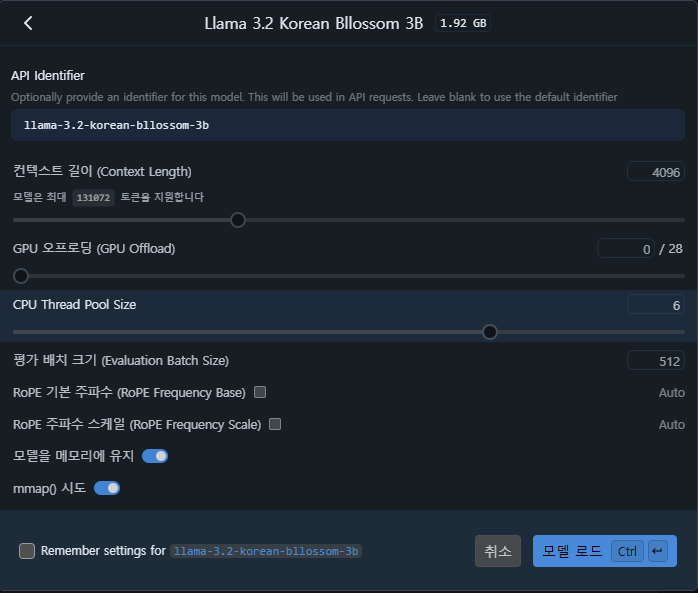 Llama 3.2 Korean Bllossom 3B 1.92 GB
API Identifier
Optionally provide an identifier for this model. This will be used in API requests. Leave blank to use the default identifier
llama-3.2-korean-bllossom-3b
컨텍스트 길이 (Context Length) 4096
모델은 최대 131072 토큰을 지원합니다
GPU 오프로딩 (GPU Offload) 0 / 28
CPU Thread Pool Size 6
평가 배치 크기 (Evaluation Batch Size) 512
RoPE 기본 주파수 (RoPE Frequency Base) Auto
RoPE 주파수 스케일 (RoPE Frequency Scale) Auto
모델을 메모리에 유지
mmap() 시도
Remember settings for llama-3.2-korean-bllossom-3b 취소 모델 로드 Ctrl ↩